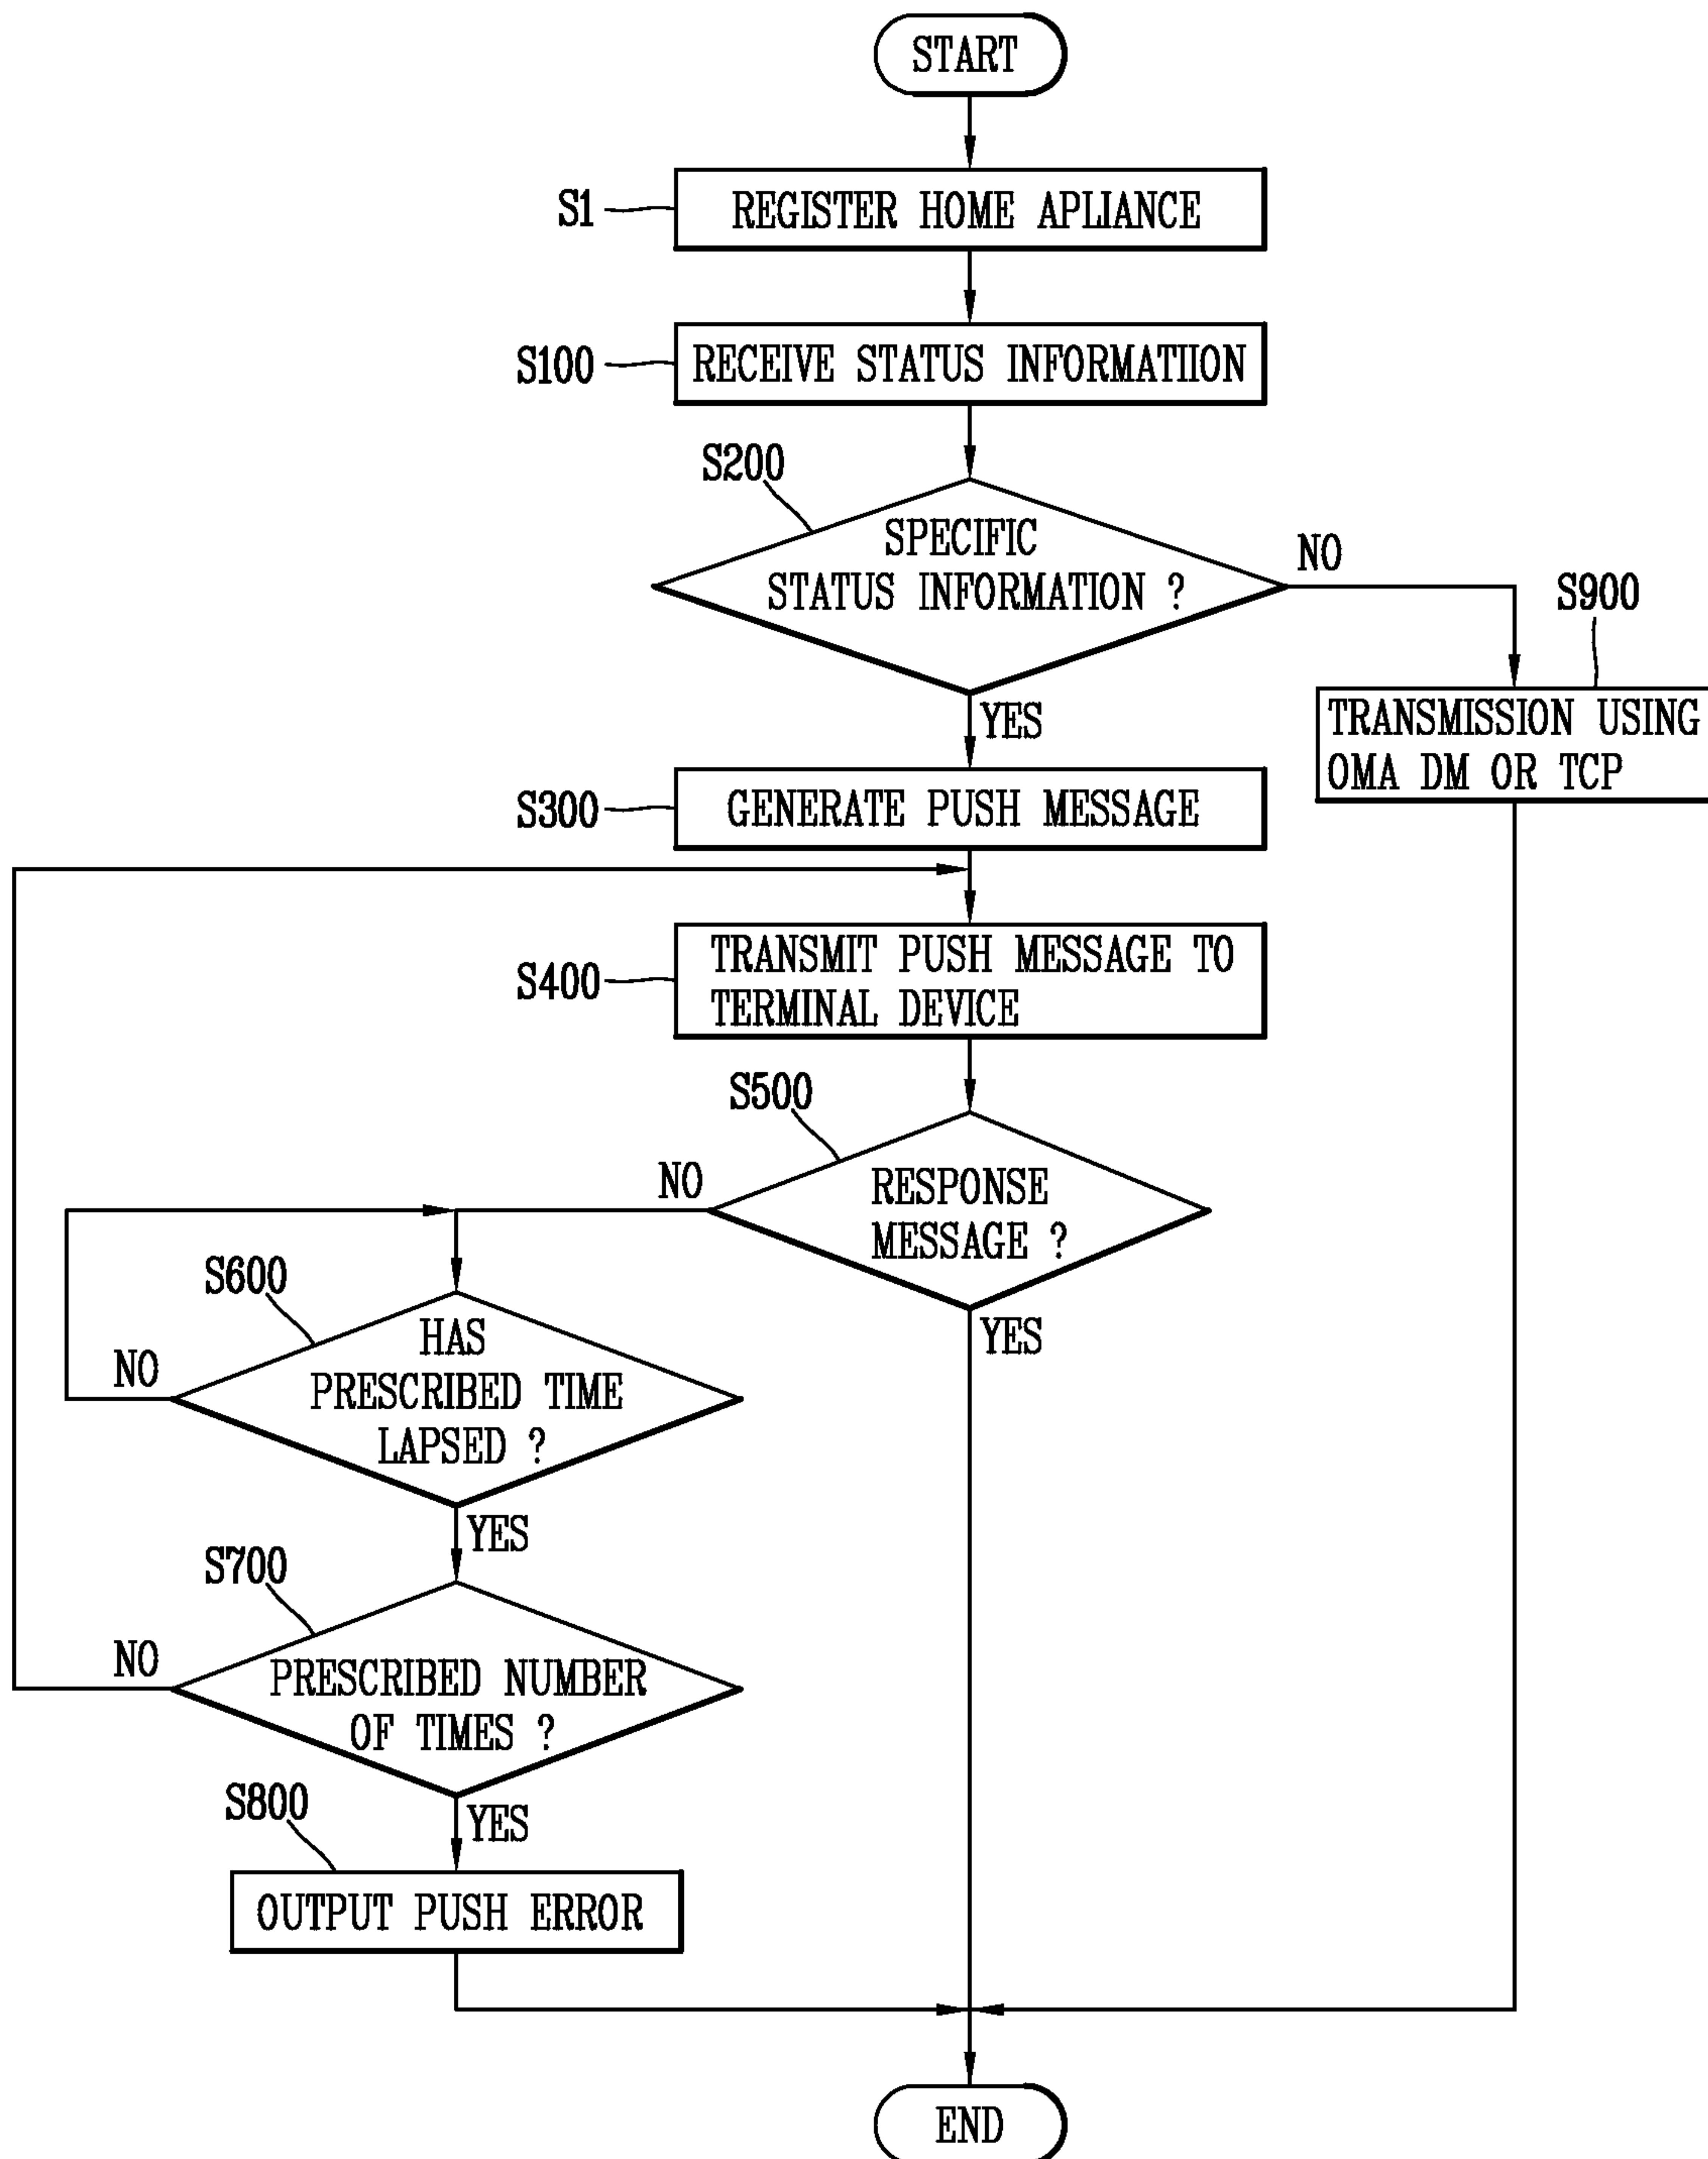 START
S1
REGISTER HOME APLIANCE
S100
RECEIVE STATUS INFORMATIION
S200
SPECIFIC
STATUS INFORMATION ?
NO
S900
TRANSMISSION USING
OMA DM OR TCP
YES
S300
GENERATE PUSH MESSAGE
S400
TRANSMIT PUSH MESSAGE TO
TERMINAL DEVICE
S500
RESPONSE
MESSAGE ?
NO
YES
S600
HAS
PRESCRIBED TIME
LAPSED ?
NO
YES
S700
PRESCRIBED NUMBER
OF TIMES ?
NO
YES
S800
OUTPUT PUSH ERROR
END